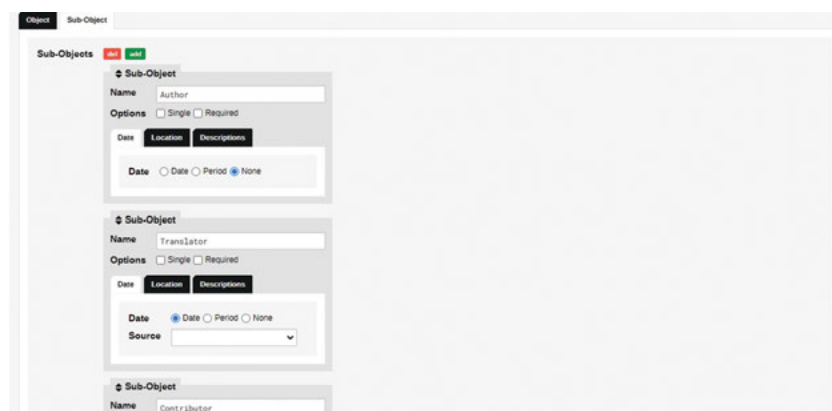 Object Sub-Object
Sub-Objects del add
Sub-Object
Name Author
Options Single Required
Date Location Descriptions
Date Date Period None
Sub-Object
Name Translator
Options Single Required
Date Location Descriptions
Date Date Period None
Source
Sub-Object
Name Contributor